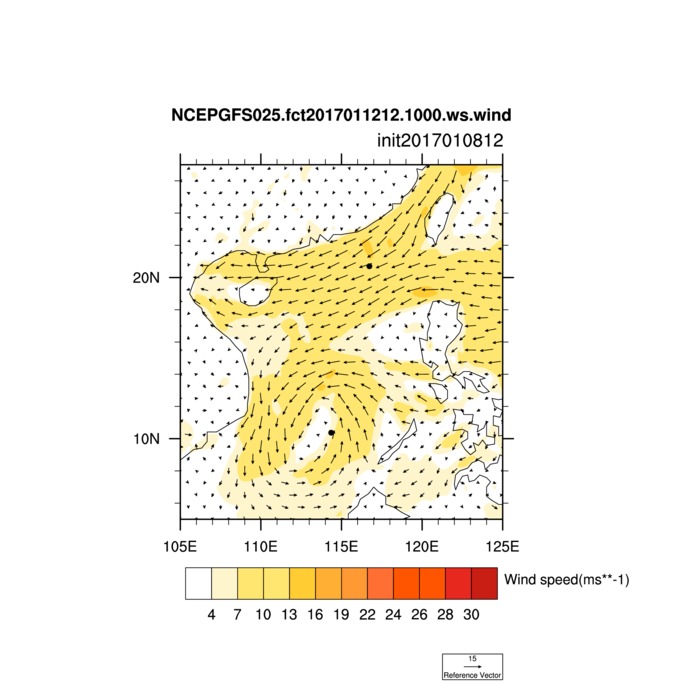 NCEPGFS025.fct2017011212.1000.ws.wind
init2017010812
20N
10N
105E 110E 115E 120E 125E
Wind speed(ms**-1)
4 7 10 13 16 19 22 24 26 28 30
15
Reference Vector